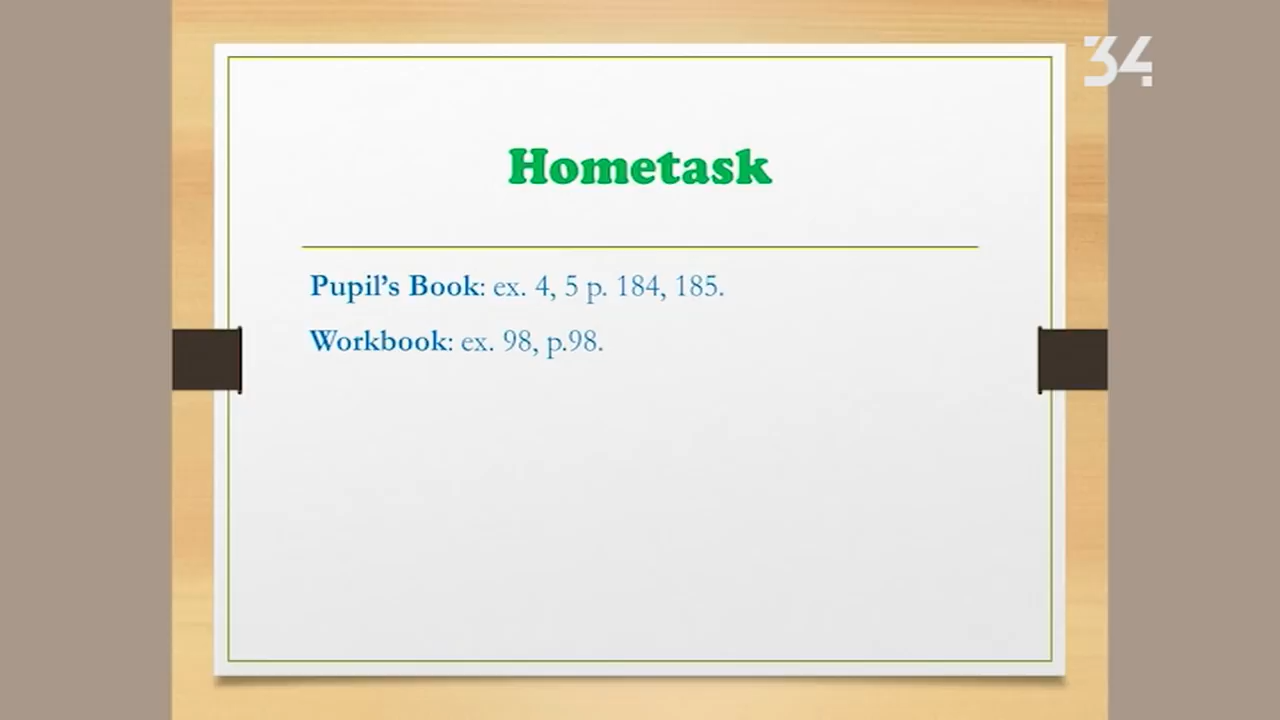 34
Hometask
Pupil’s Book: ex. 4, 5 p. 184, 185.
Workbook: ex. 98, p.98.